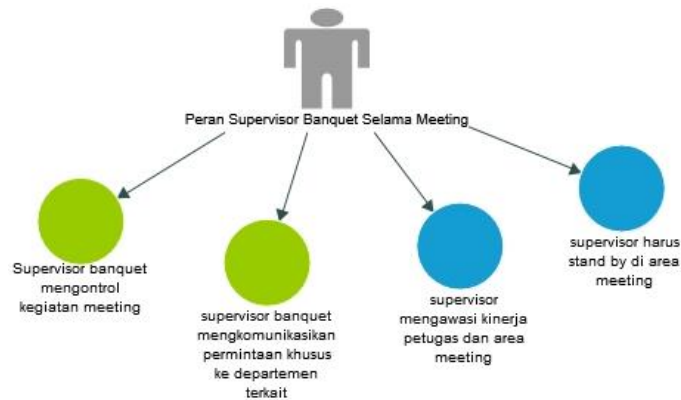 Peran Supervisor Banquet Selama Meeting
Supervisor banquet
mengontrol
kegiatan meeting
supervisor banquet
mengkomunikasikan
permintaan khusus
ke departemen
terkait
supervisor
mengawasi kinerja
petugas dan area
meeting
supervisor harus
stand by di area
meeting